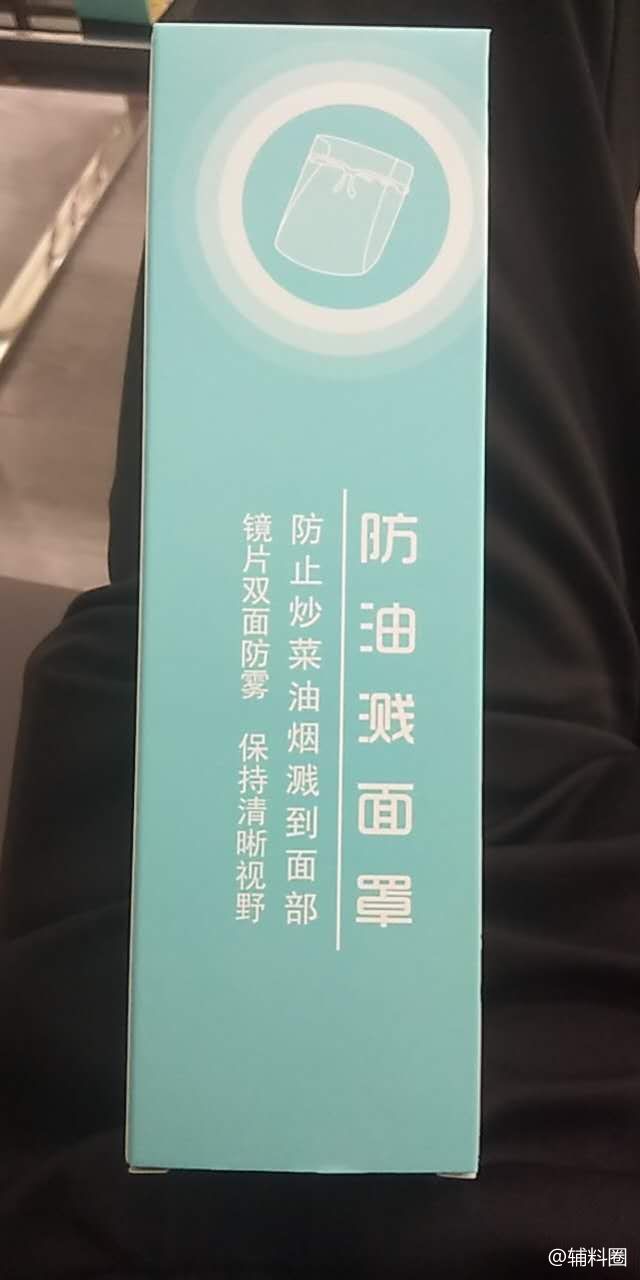 防油溅面罩
防止炒菜油烟溅到面部
镜片双面防雾 保持清晰视野
@辅料圈